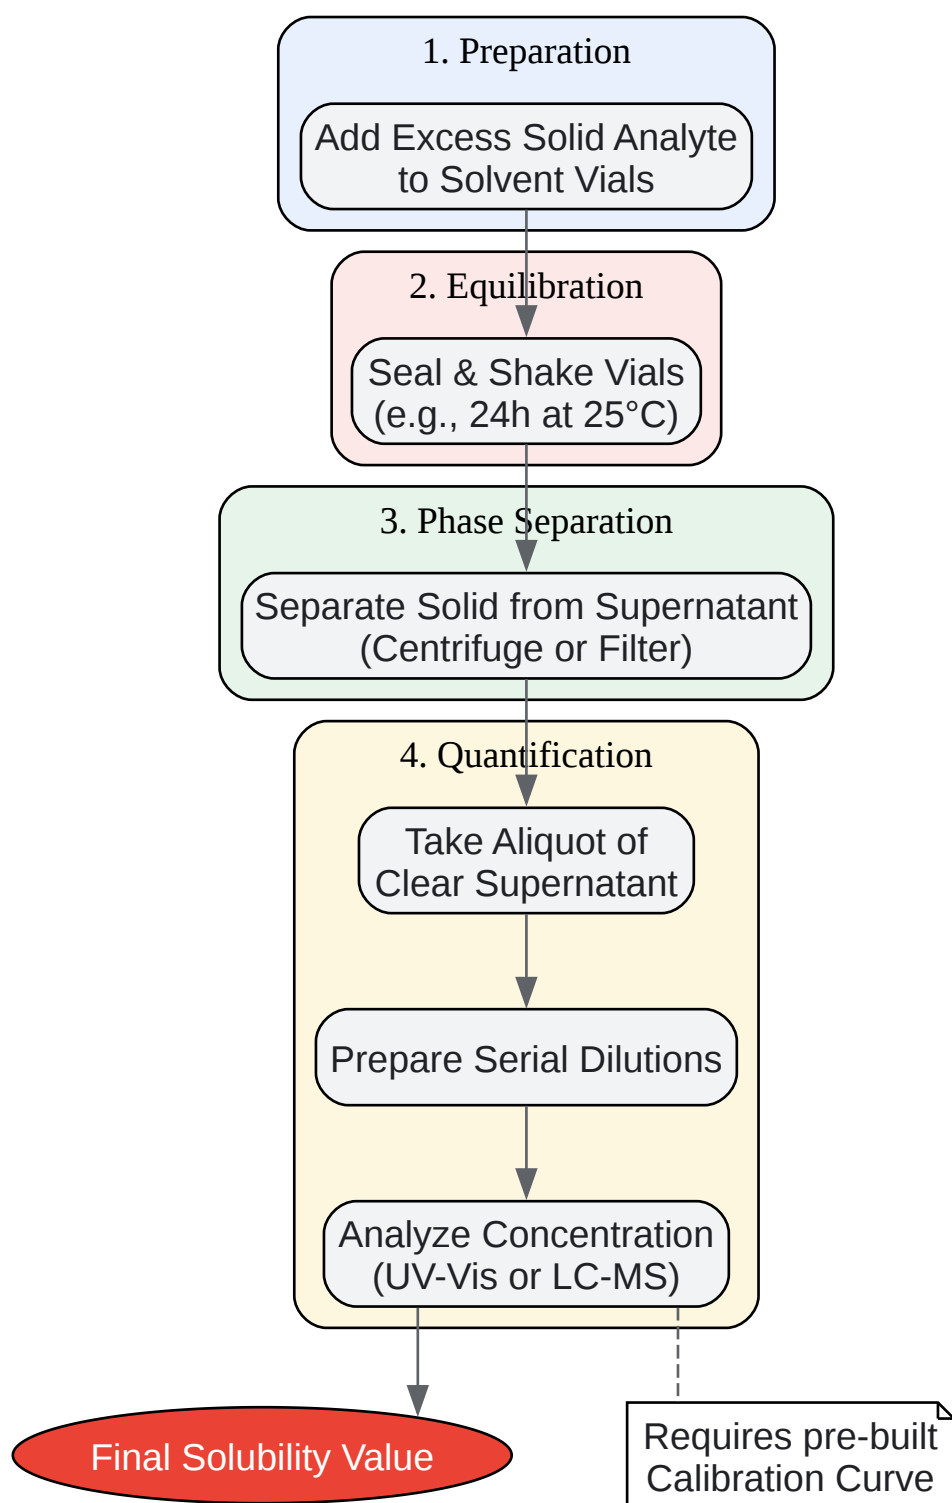 1. Preparation
Add Excess Solid Analyte
to Solvent Vials
2. Equilibration
Seal & Shake Vials
(e.g., 24h at 25°C)
3. Phase Separation
Separate Solid from Supernatant
(Centrifuge or Filter)
4. Quantification
Take Aliquot of
Clear Supernatant
Prepare Serial Dilutions
Analyze Concentration
(UV-Vis or LC-MS)
Final Solubility Value
Requires pre-built
Calibration Curve